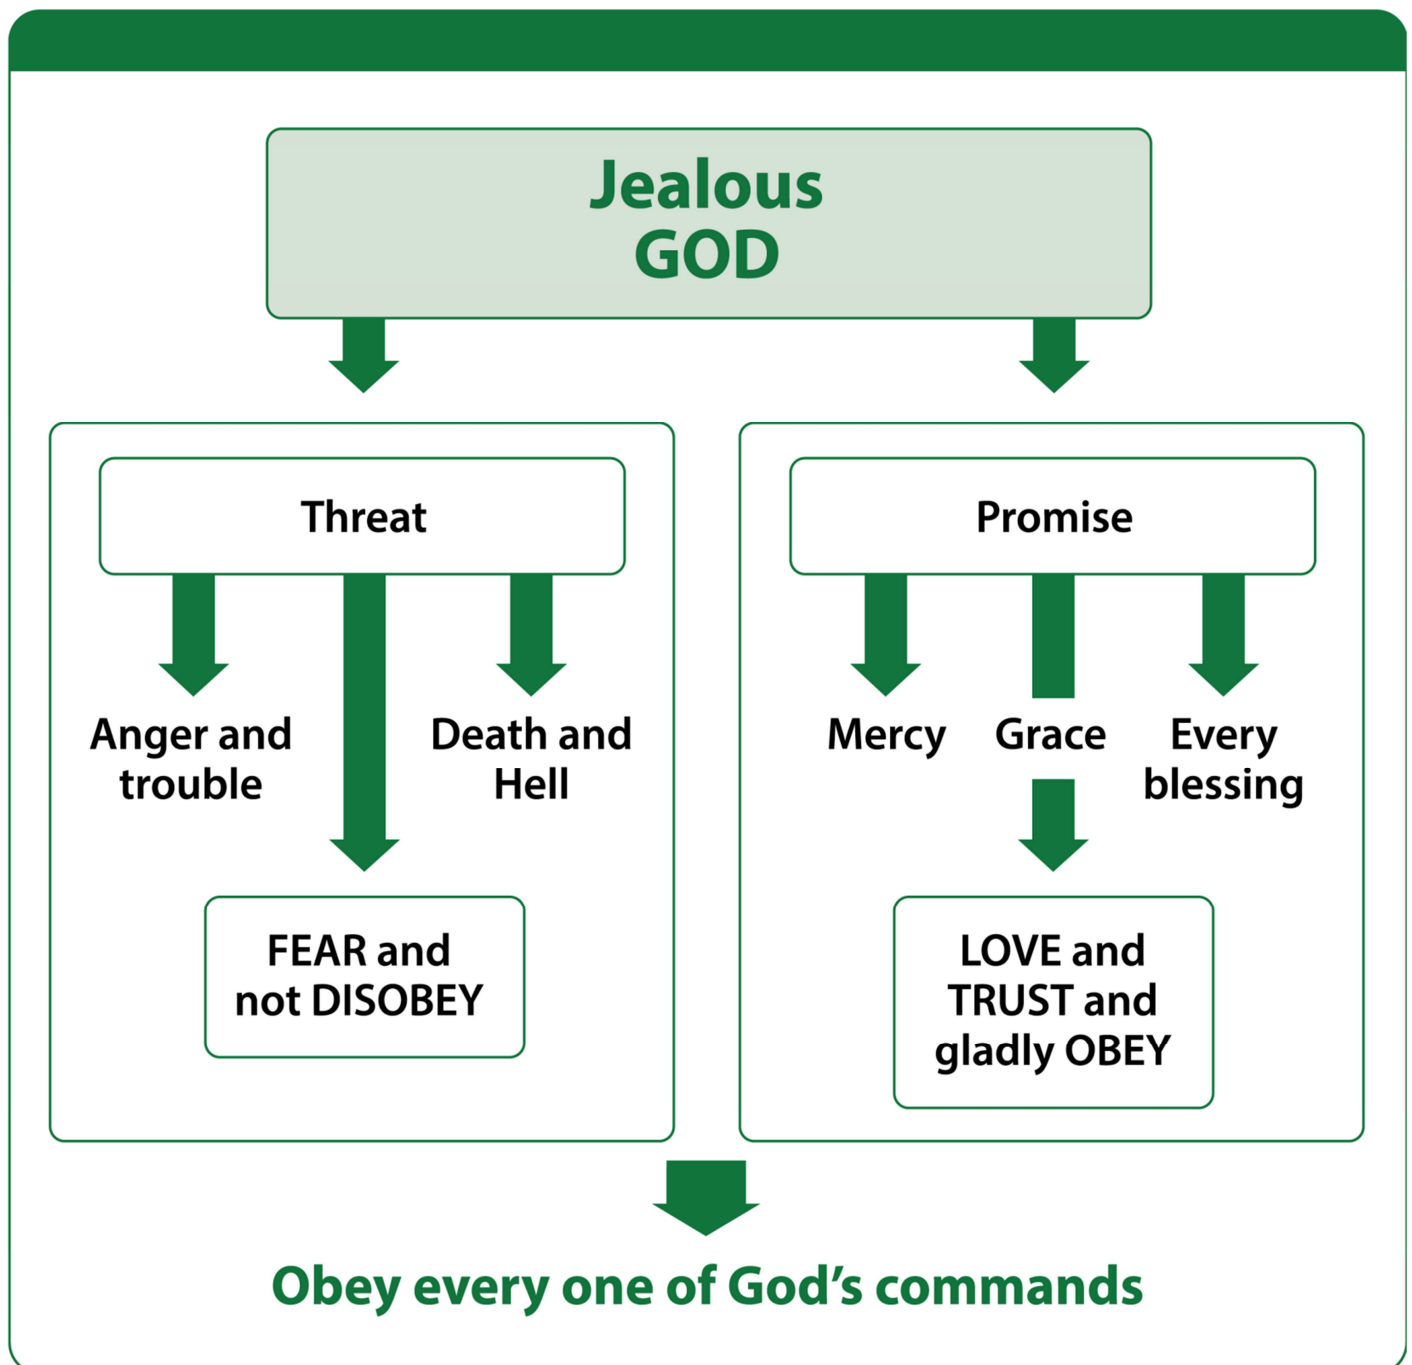 Jealous
GOD
Threat
Anger and
trouble
Death and
Hell
FEAR and
not DISOBEY
Promise
Mercy
Grace
Every
blessing
LOVE and
TRUST and
gladly OBEY
Obey every one of God’s commands